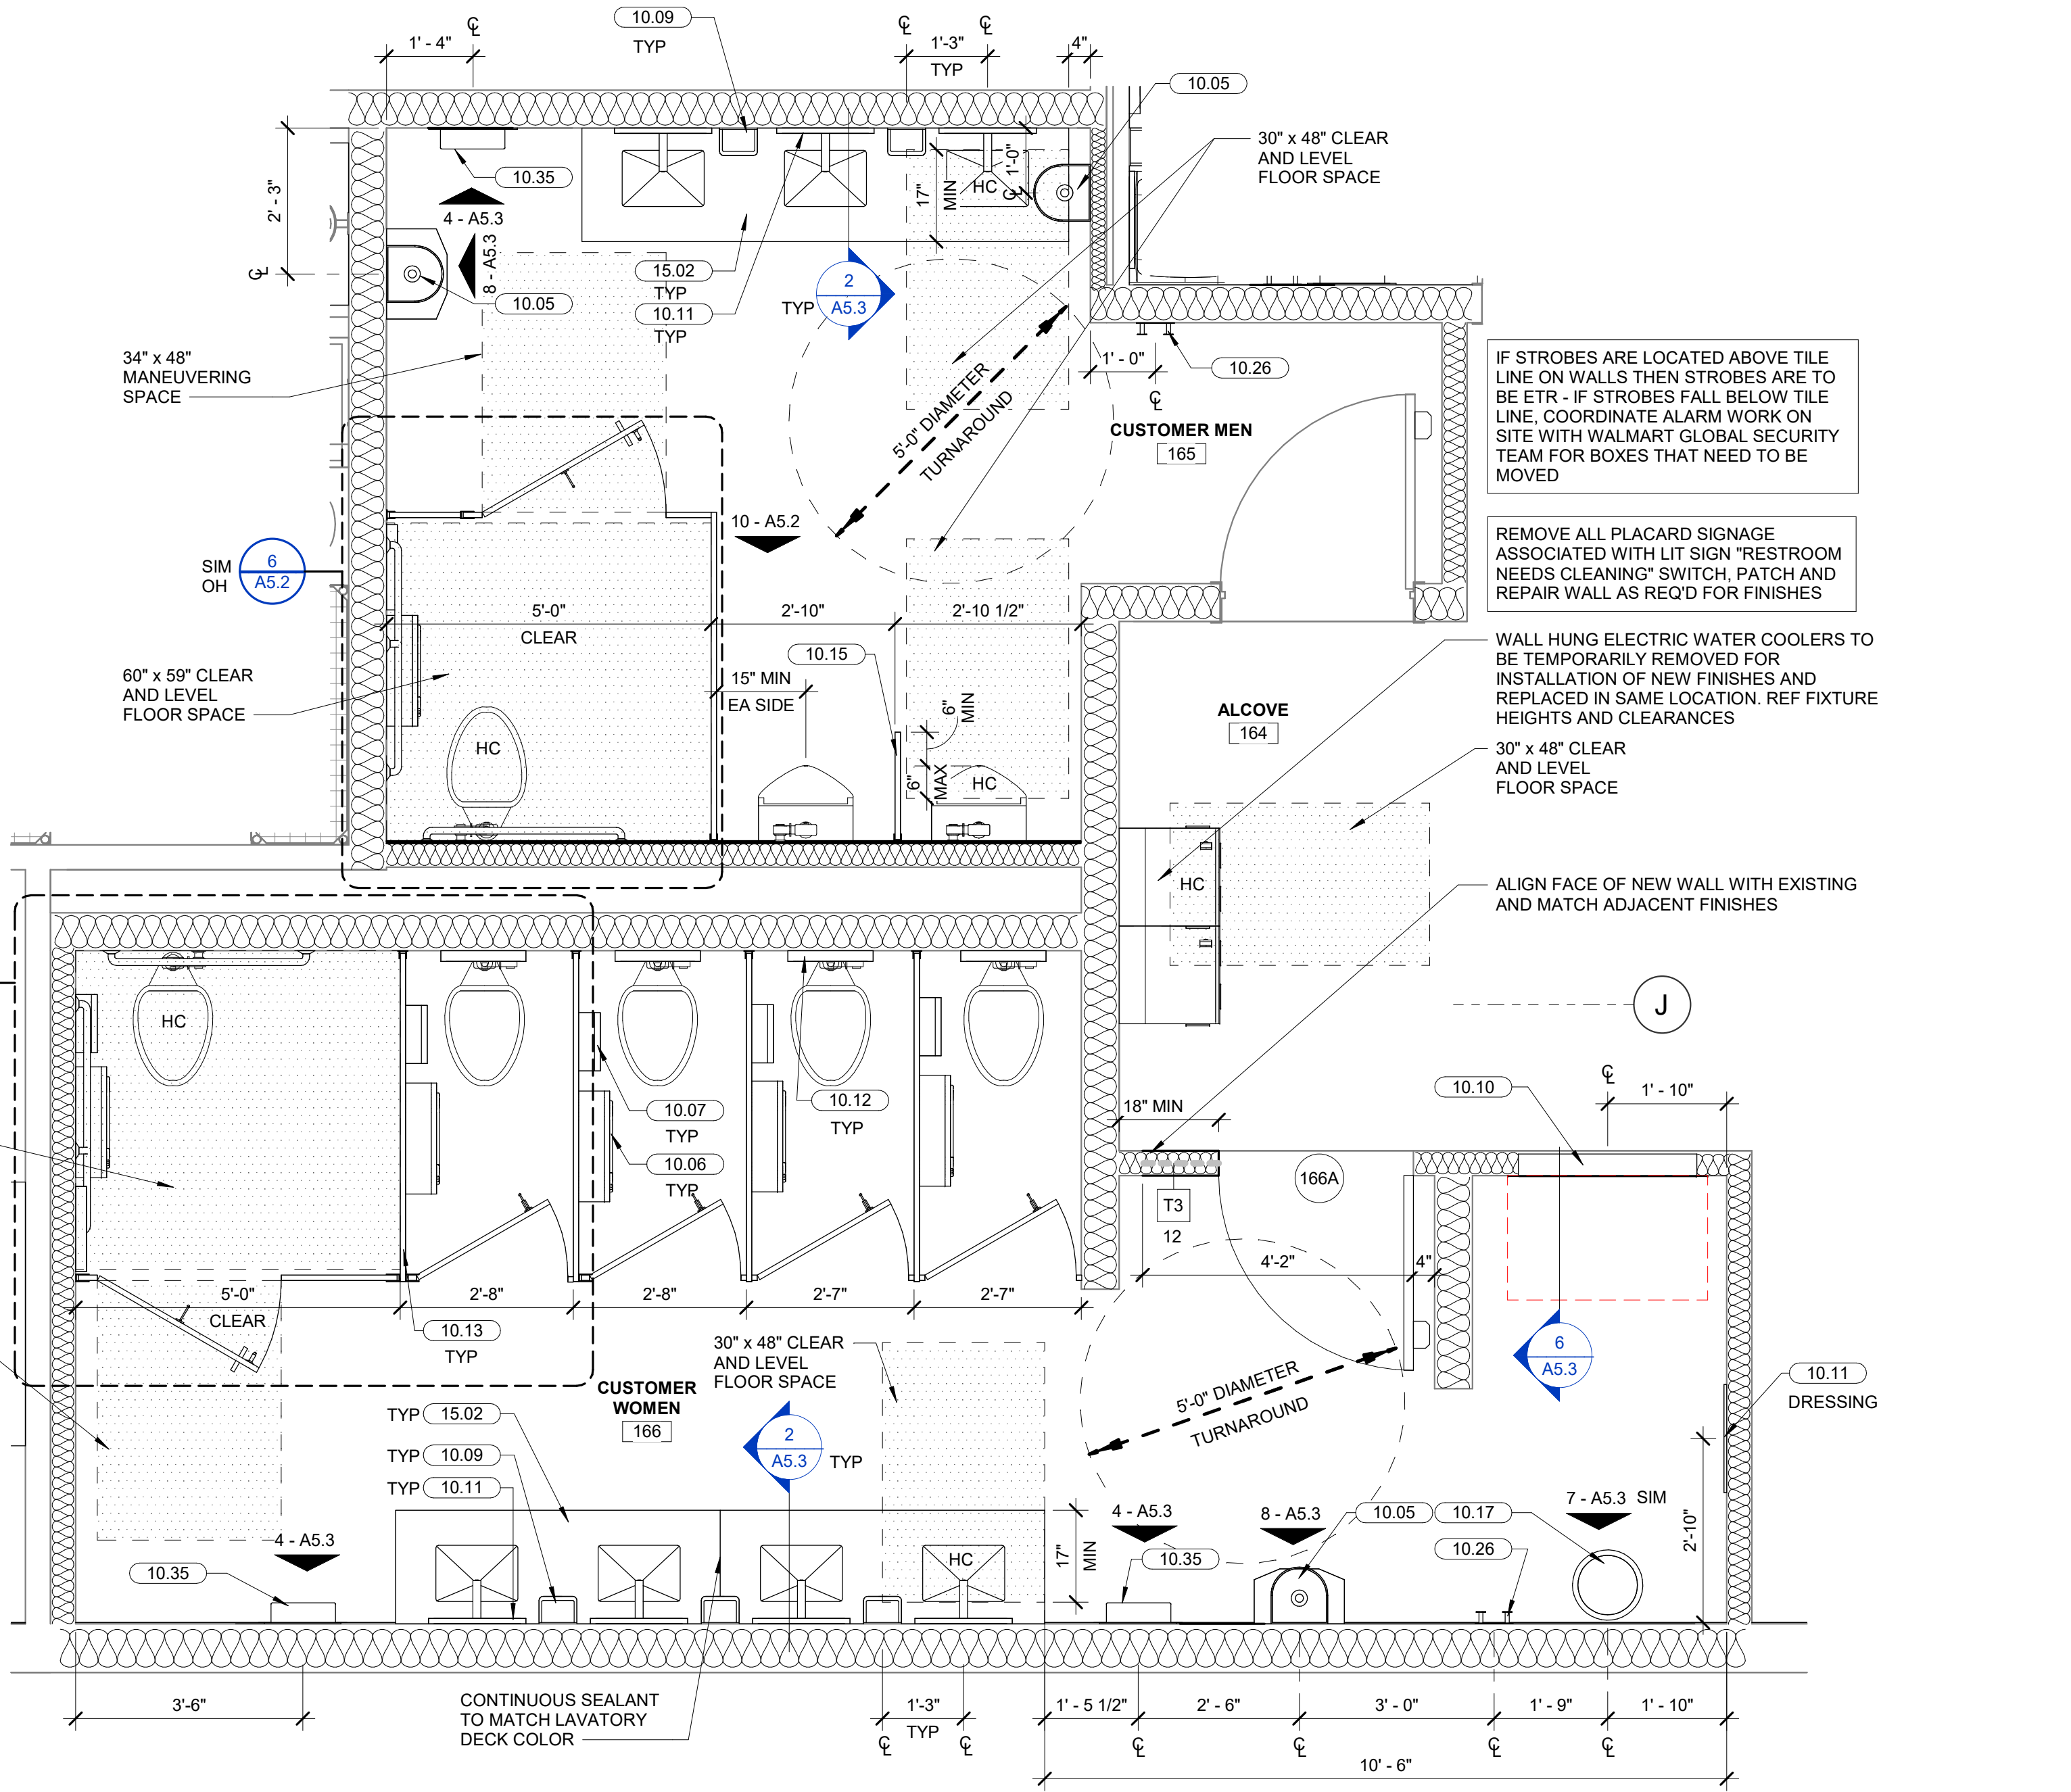 10.09
TYP
1' - 4"
℄
℄
℄
1'-3"
TYP
4"
10.05
30" x 48" CLEAR
AND LEVEL
FLOOR SPACE
2' - 3"
℄
10.35
4 - A5.3
8 - A5.3
10.05
17"
MIN
HC
1'-0"
℄
15.02
TYP
10.11
TYP
TYP
2
A5.3
34" x 48"
MANEUVERING
SPACE
5'-0" DIAMETER
TURNAROUND
1' - 0"
℄
10.26
CUSTOMER MEN
165
IF STROBES ARE LOCATED ABOVE TILE
LINE ON WALLS THEN STROBES ARE TO
BE ETR - IF STROBES FALL BELOW TILE
LINE, COORDINATE ALARM WORK ON
SITE WITH WALMART GLOBAL SECURITY
TEAM FOR BOXES THAT NEED TO BE
MOVED
REMOVE ALL PLACARD SIGNAGE
ASSOCIATED WITH LIT SIGN "RESTROOM
NEEDS CLEANING" SWITCH, PATCH AND
REPAIR WALL AS REQ'D FOR FINISHES
10 - A5.2
SIM
OH
6
A5.2
5'-0"
CLEAR
2'-10"
2'-10 1/2"
10.15
15" MIN
EA SIDE
6"
MIN
6"
MAX
HC
HC
60" x 59" CLEAR
AND LEVEL
FLOOR SPACE
WALL HUNG ELECTRIC WATER COOLERS TO
BE TEMPORARILY REMOVED FOR
INSTALLATION OF NEW FINISHES AND
REPLACED IN SAME LOCATION. REF FIXTURE
HEIGHTS AND CLEARANCES
ALCOVE
164
30" x 48" CLEAR
AND LEVEL
FLOOR SPACE
HC
ALIGN FACE OF NEW WALL WITH EXISTING
AND MATCH ADJACENT FINISHES
J
HC
10.07
TYP
10.06
TYP
10.12
TYP
18" MIN
10.10
℄
1' - 10"
T3
12
166A
4'-2"
4"
5'-0"
CLEAR
2'-8"
2'-8"
2'-7"
2'-7"
10.13
TYP
30" x 48" CLEAR
AND LEVEL
FLOOR SPACE
CUSTOMER
WOMEN
166
5'-0" DIAMETER
TURNAROUND
6
A5.3
10.11
DRESSING
TYP 15.02
TYP 10.09
TYP 10.11
2
A5.3
TYP
4 - A5.3
10.35
HC
17"
MIN
4 - A5.3
10.35
8 - A5.3
10.05
10.17
7 - A5.3 SIM
10.26
2'-10"
3'-6"
CONTINUOUS SEALANT
TO MATCH LAVATORY
DECK COLOR
1'-3"
TYP
℄
℄
1' - 5 1/2"
2' - 6"
3' - 0"
1' - 9"
1' - 10"
℄
℄
℄
℄
10' - 6"